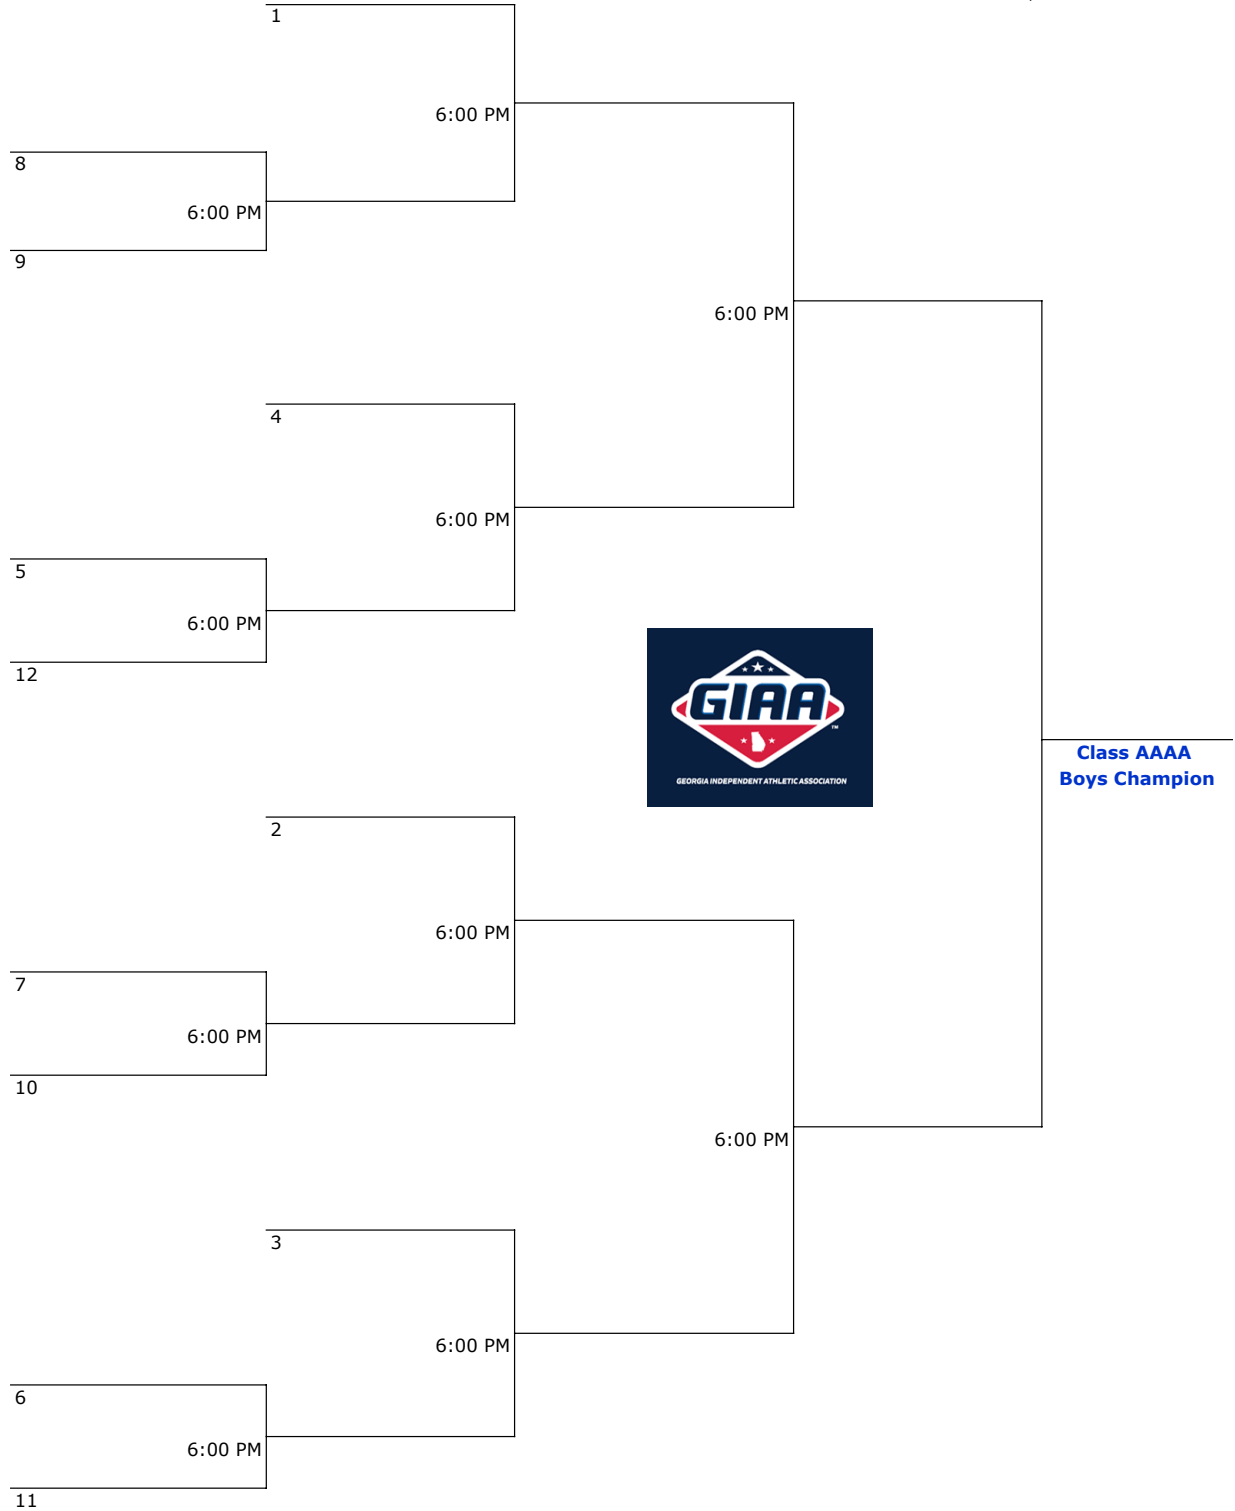 1
6:00 PM
8
6:00 PM
9
6:00 PM
4
6:00 PM
5
6:00 PM
12
GIAA
TM
GEORGIA INDEPENDENT ATHLETIC ASSOCIATION
Class AAAA
Boys Champion
2
6:00 PM
7
6:00 PM
10
6:00 PM
3
6:00 PM
6
6:00 PM
11